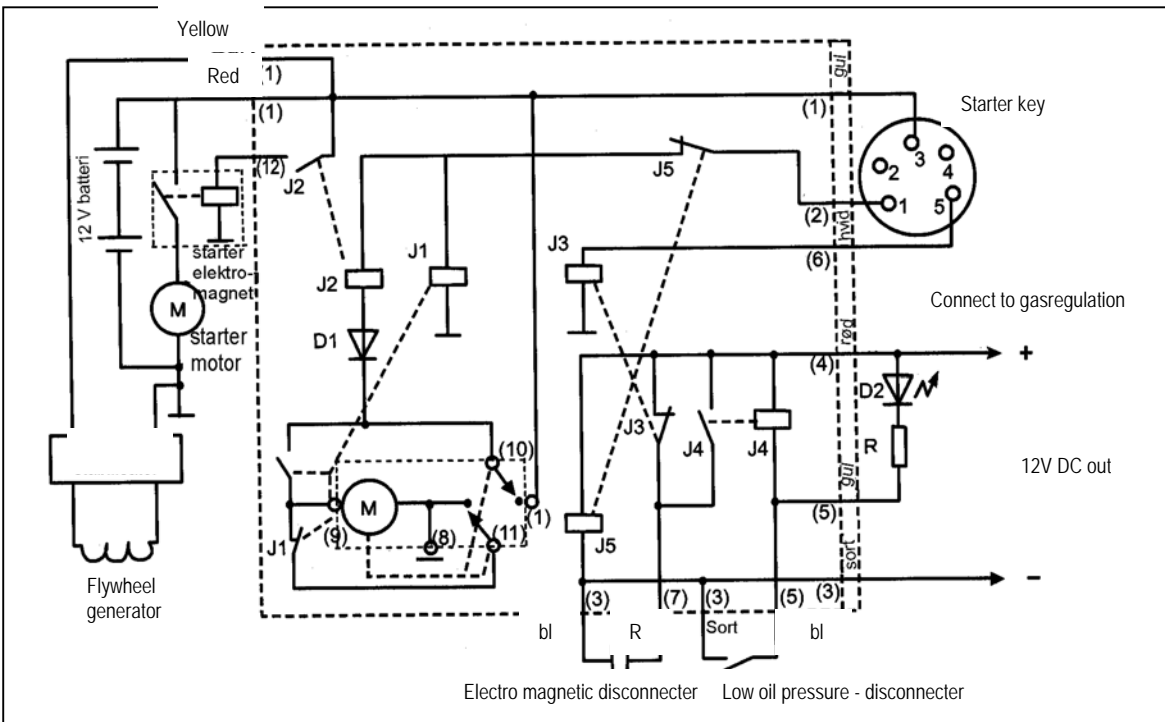 Yellow
Red
(1)
(1)
(1)
gul
Starter key
3
4
2
1
5
12 V batteri
(12)
J2
J5
(2)
hvid
(6)
starter
elektro-
magnet
J2
J1
J3
M
starter
motor
D1
Connect to gasregulation
rød
+
(4)
D2
J3
J4
J4
R
12V DC out
gul
(10)
M
(1)
(5)
J1
(9)
(8)
(11)
J5
sort
−
(3)
(7)
(3)
(5)
(3)
Flywheel
generator
bl
R
Sort
bl
Electro magnetic disconnecter
Low oil pressure - disconnecter